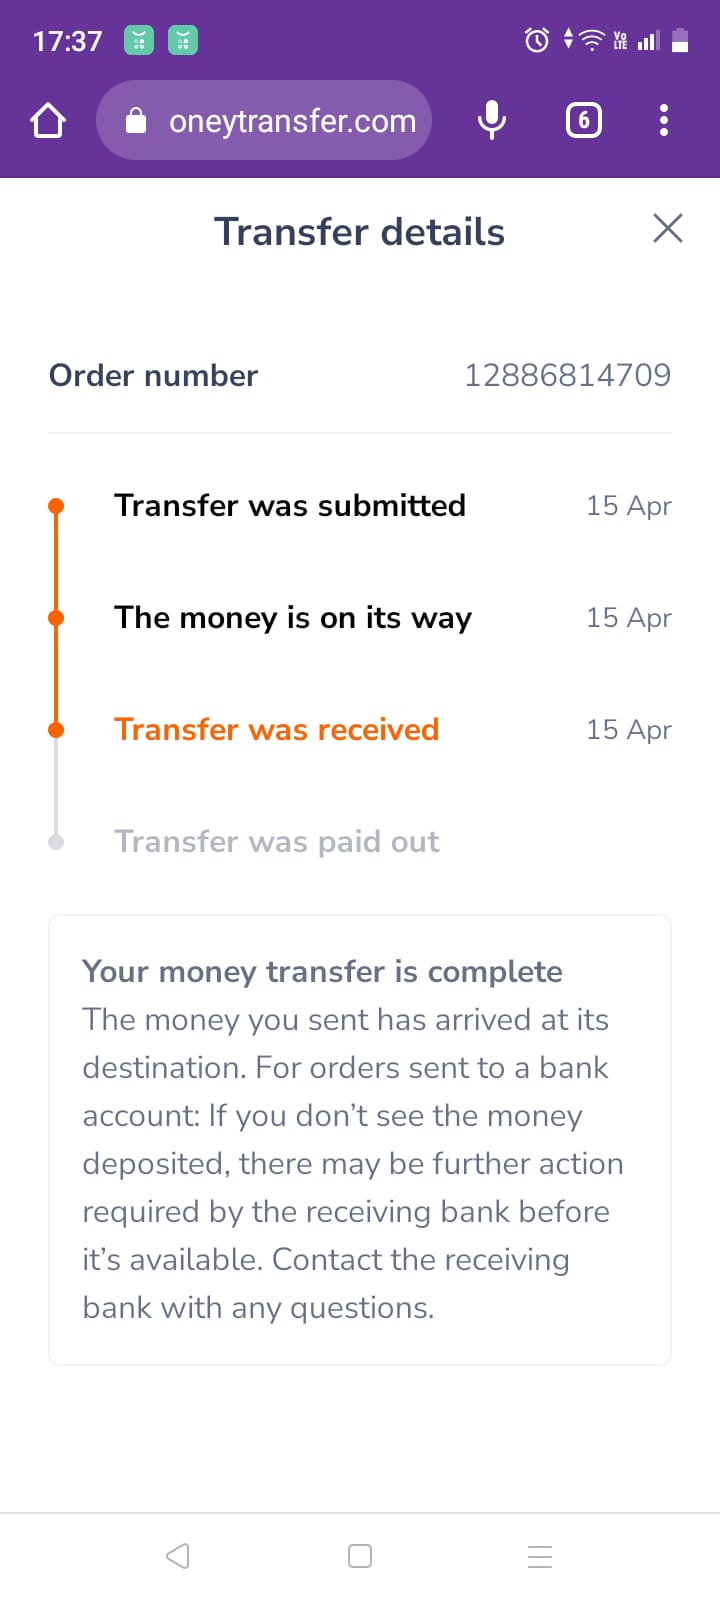 17:37
Vo LTE
oneytransfer.com
6
Transfer details
Order number 12886814709
Transfer was submitted 15 Apr
The money is on its way 15 Apr
Transfer was received 15 Apr
Transfer was paid out
Your money transfer is complete
The money you sent has arrived at its
destination. For orders sent to a bank
account: If you don’t see the money
deposited, there may be further action
required by the receiving bank before
it’s available. Contact the receiving
bank with any questions.